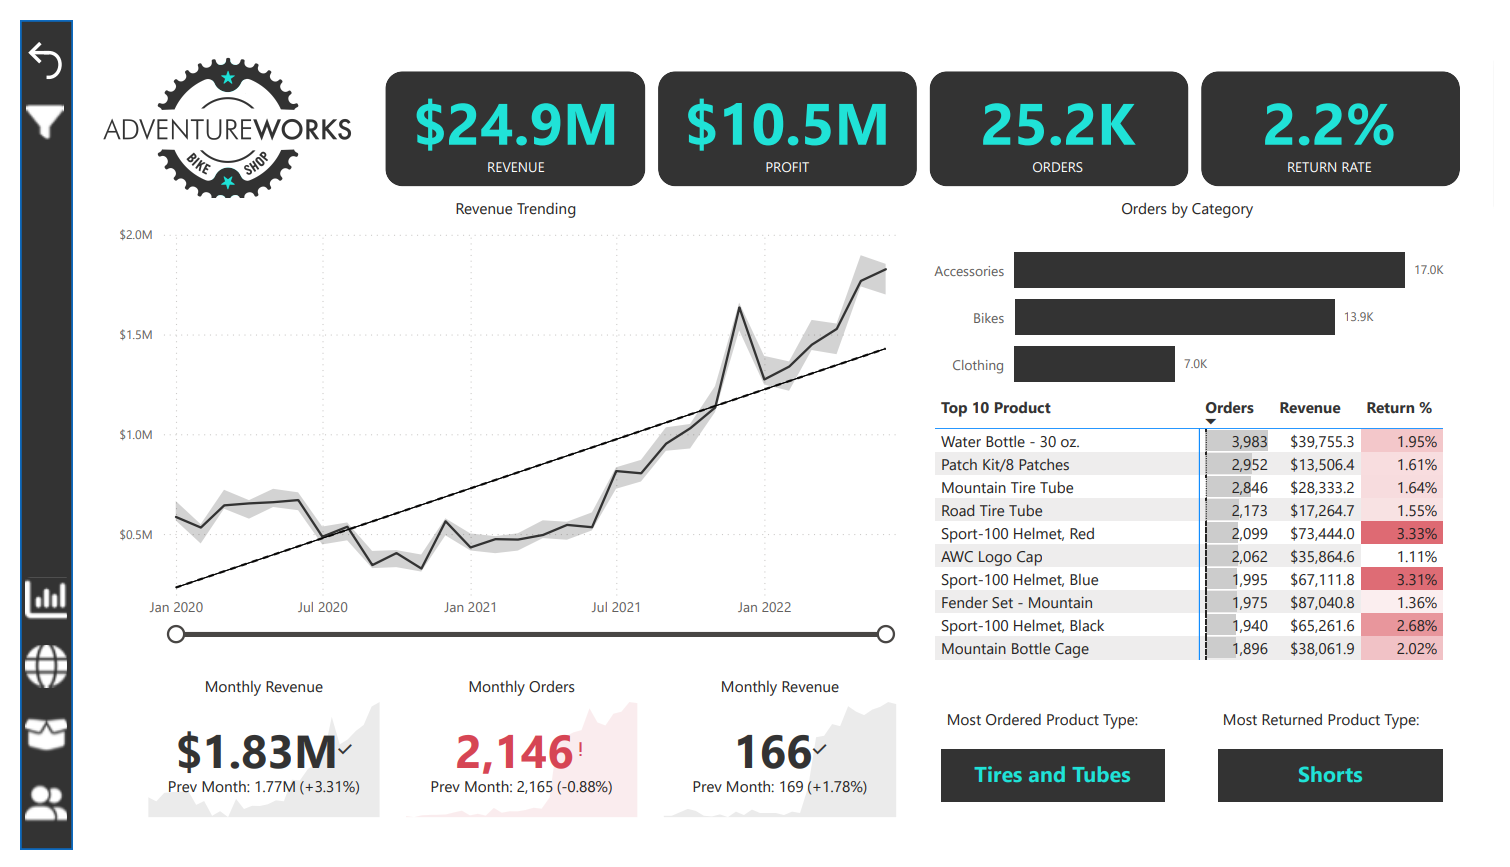 ADVENTUREWORKS
BIKE SHOP
$24.9M
REVENUE
$10.5M
PROFIT
25.2K
ORDERS
2.2%
RETURN RATE
Revenue Trending
$2.0M
$1.5M
$1.0M
$0.5M
Jan 2020 Jul 2020 Jan 2021 Jul 2021 Jan 2022
Orders by Category
Accessories 17.0K
Bikes 13.9K
Clothing 7.0K
Top 10 Product Orders Revenue Return %
Water Bottle - 30 oz. 3,983 $39,755.3 1.95%
Patch Kit/8 Patches 2,952 $13,506.4 1.61%
Mountain Tire Tube 2,846 $28,333.2 1.64%
Road Tire Tube 2,173 $17,264.7 1.55%
Sport-100 Helmet, Red 2,099 $73,444.0 3.33%
AWC Logo Cap 2,062 $35,864.6 1.11%
Sport-100 Helmet, Blue 1,995 $67,111.8 3.31%
Fender Set - Mountain 1,975 $87,040.8 1.36%
Sport-100 Helmet, Black 1,940 $65,261.6 2.68%
Mountain Bottle Cage 1,896 $38,061.9 2.02%
Monthly Revenue
$1.83M
Prev Month: 1.77M (+3.31%)
Monthly Orders
2,146!
Prev Month: 2,165 (-0.88%)
Monthly Revenue
166
Prev Month: 169 (+1.78%)
Most Ordered Product Type:
Tires and Tubes
Most Returned Product Type:
Shorts